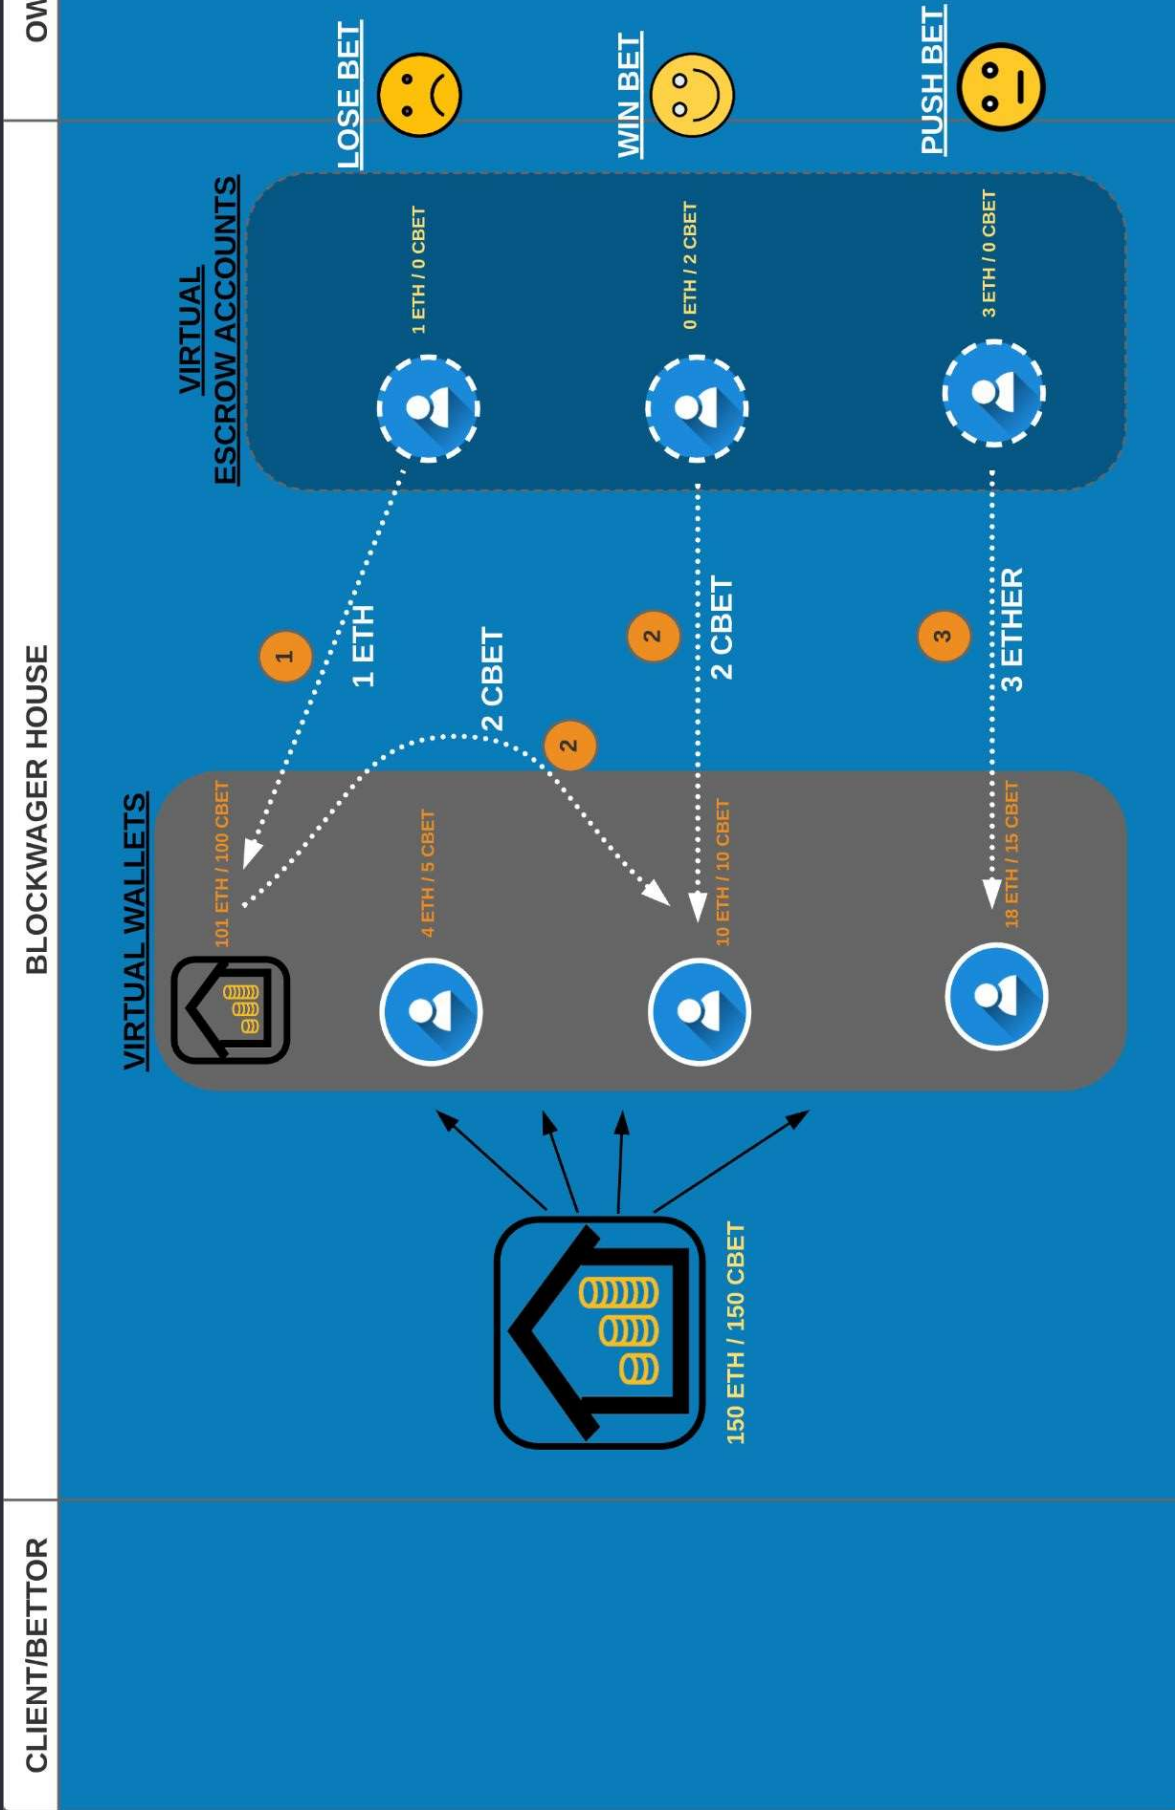 CLIENT/BETTOR
BLOCKWAGER HOUSE
OW
VIRTUAL WALLETS
VIRTUAL
ESCROW ACCOUNTS
101 ETH / 100 CBET
1
1 ETH
LOSE BET
4 ETH / 5 CBET
1 ETH / 0 CBET
2 CBET
2
2
WIN BET
0 ETH / 2 CBET
10 ETH / 10 CBET
2 CBET
150 ETH / 150 CBET
3
PUSH BET
3 ETH / 0 CBET
18 ETH / 15 CBET
3 ETHER